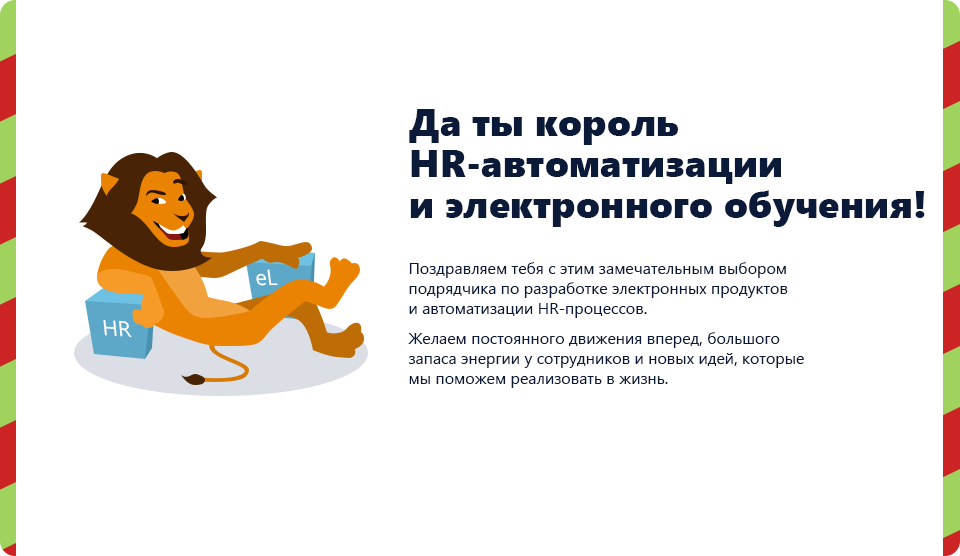 Да ты король
HR-автоматизации
и электронного обучения!
Поздравляем тебя с этим замечательным выбором
подрядчика по разработке электронных продуктов
и автоматизации HR-процессов.
Желаем постоянного движения вперед, большого
запаса энергии у сотрудников и новых идей, которые
мы поможем реализовать в жизнь.
HR
eL